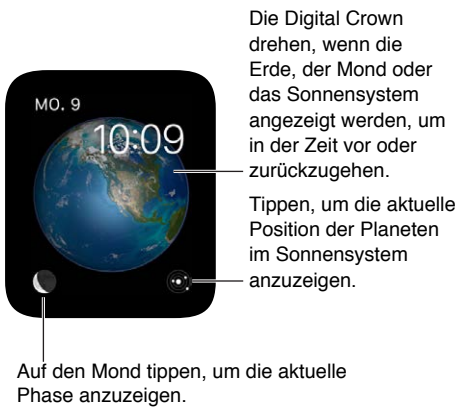 Die Digital Crown
drehen, wenn die
Erde, der Mond oder
das Sonnensystem
angezeigt werden, um
in der Zeit vor oder
zurückzugehen.
MO. 9
10:09
Tippen, um die aktuelle
Position der Planeten
im Sonnensystem
anzuzeigen.
Auf den Mond tippen, um die aktuelle
Phase anzuzeigen.